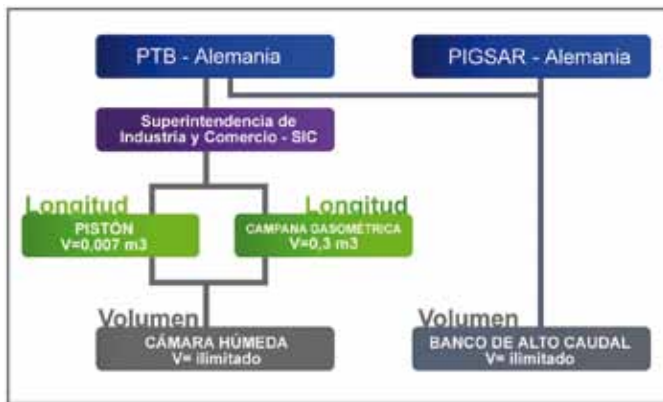 PTB - Alemania
PIGSAR - Alemania
Superintendencia de
Industria y Comercio - SIC
Longitud
Longitud
PISTÓN
V=0,007 m3
CAMPANA GASOMÉTRICA
V=0,3 m3
Volumen
Volumen
CÁMARA HÚMEDA
V= ilimitado
BANCO DE ALTO CAUDAL
V= ilimitado